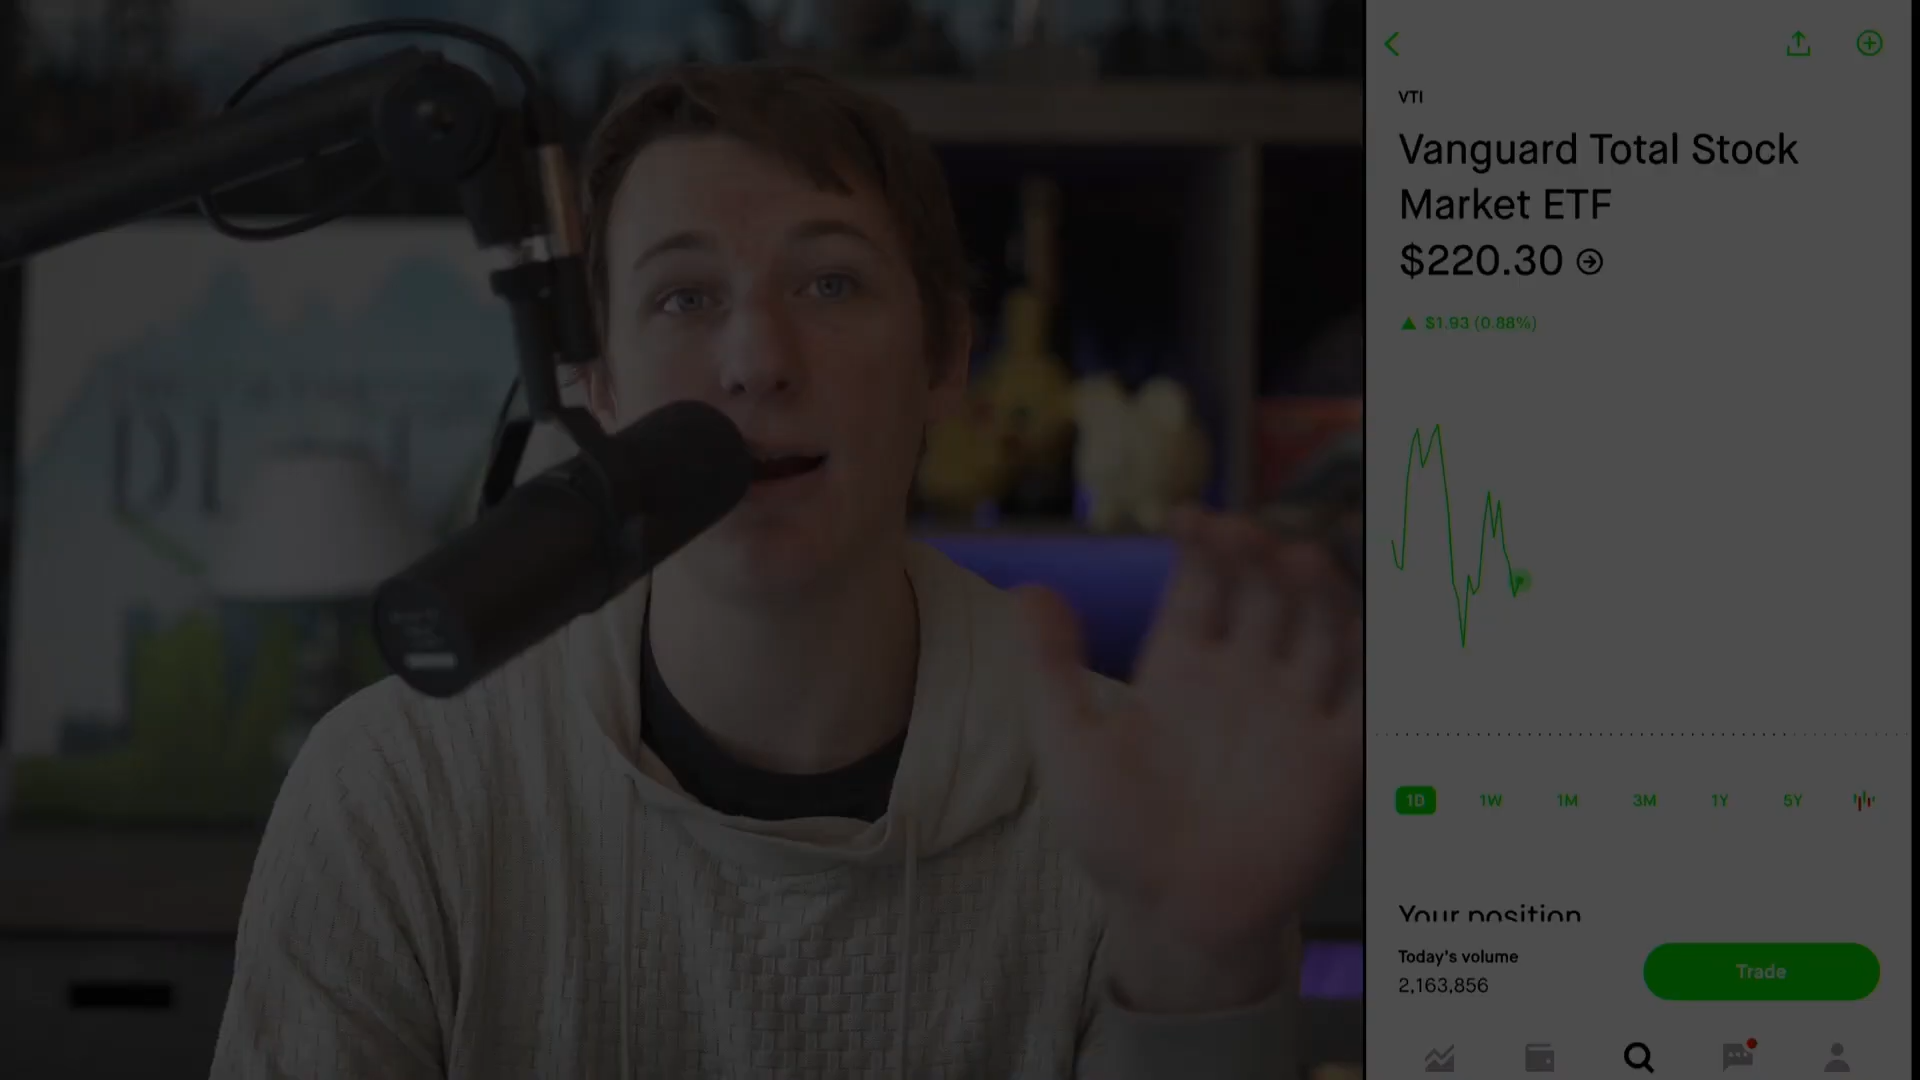 VTI
Vanguard Total Stock
Market ETF
$220.30
$1.93 (0.88%)
1D 1W 1M 3M 1Y 5Y
Your position
Today's volume
2,163,856
Trade